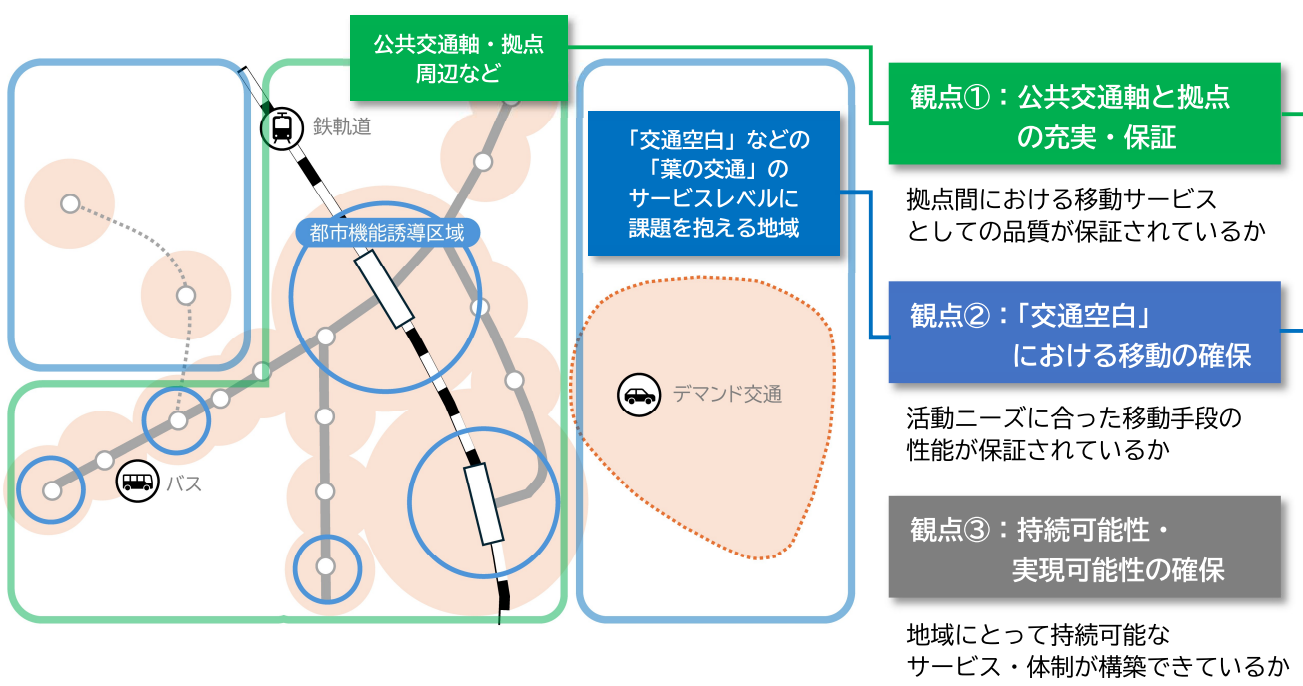 公共交通軸・拠点
周辺など
鉄軌道
都市機能誘導区域
バス
「交通空白」などの
「葉の交通」の
サービスレベルに
課題を抱える地域
デマンド交通
観点①：公共交通軸と拠点
の充実・保証
拠点間における移動サービス
としての品質が保証されているか
観点②：「交通空白」
における移動の確保
活動ニーズに合った移動手段の
性能が保証されているか
観点③：持続可能性・
実現可能性の確保
地域にとって持続可能な
サービス・体制が構築できているか